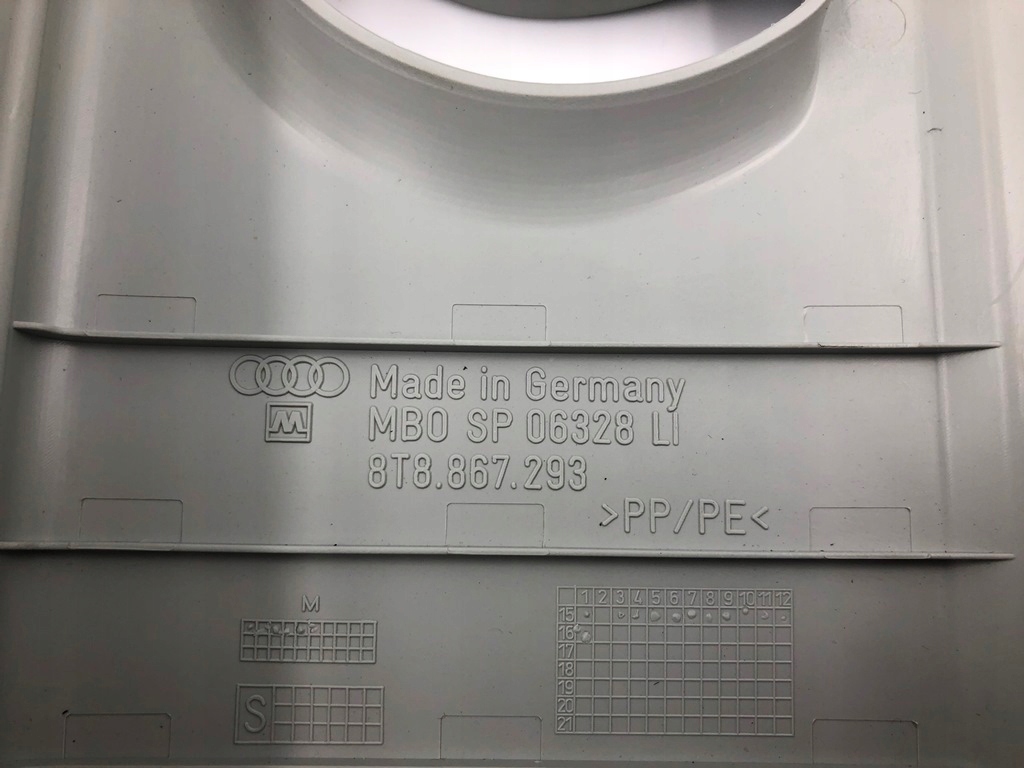 Made in Germany
MBO SP 06328 LI
8T8.867.293
>PP/PE<
M
S
1 2 3 4 5 6 7 8 9 10 11 12
15
16
17
18
19
20
21